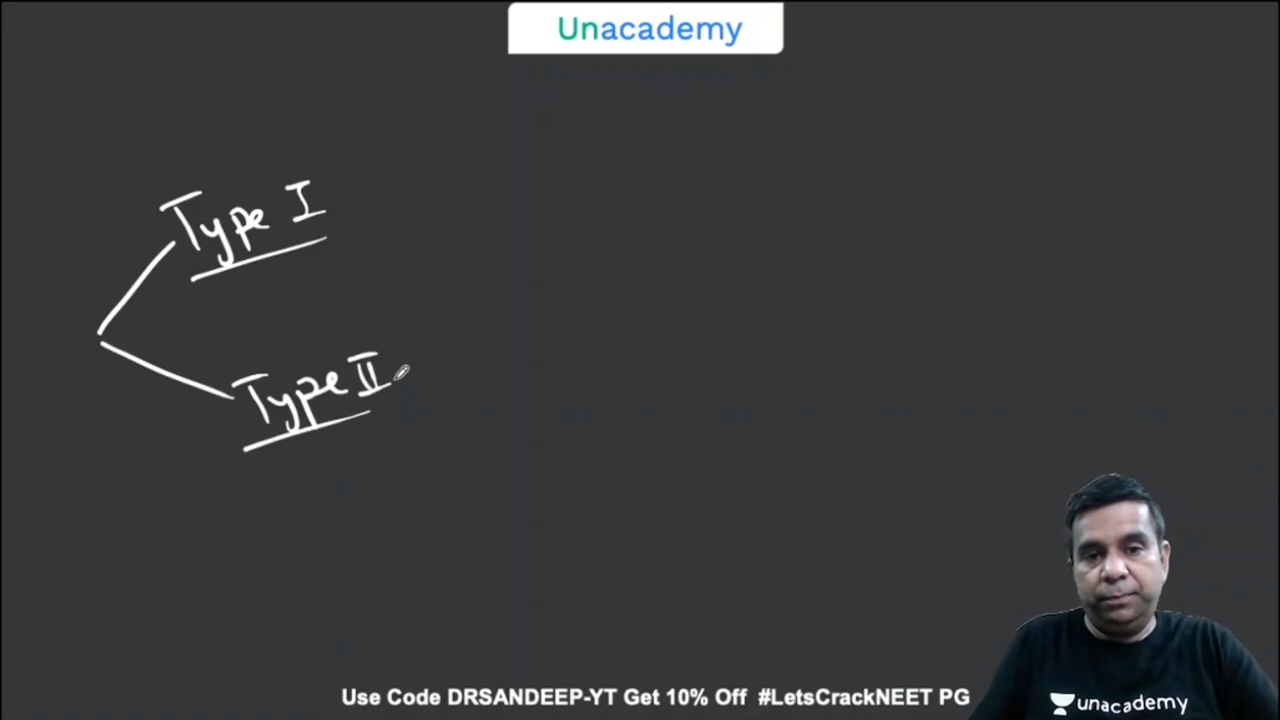 Unacademy
Type I
Type II
unacademy
Use Code DRSANDEEP-YT Get 10% Off #LetsCrackNEET PG